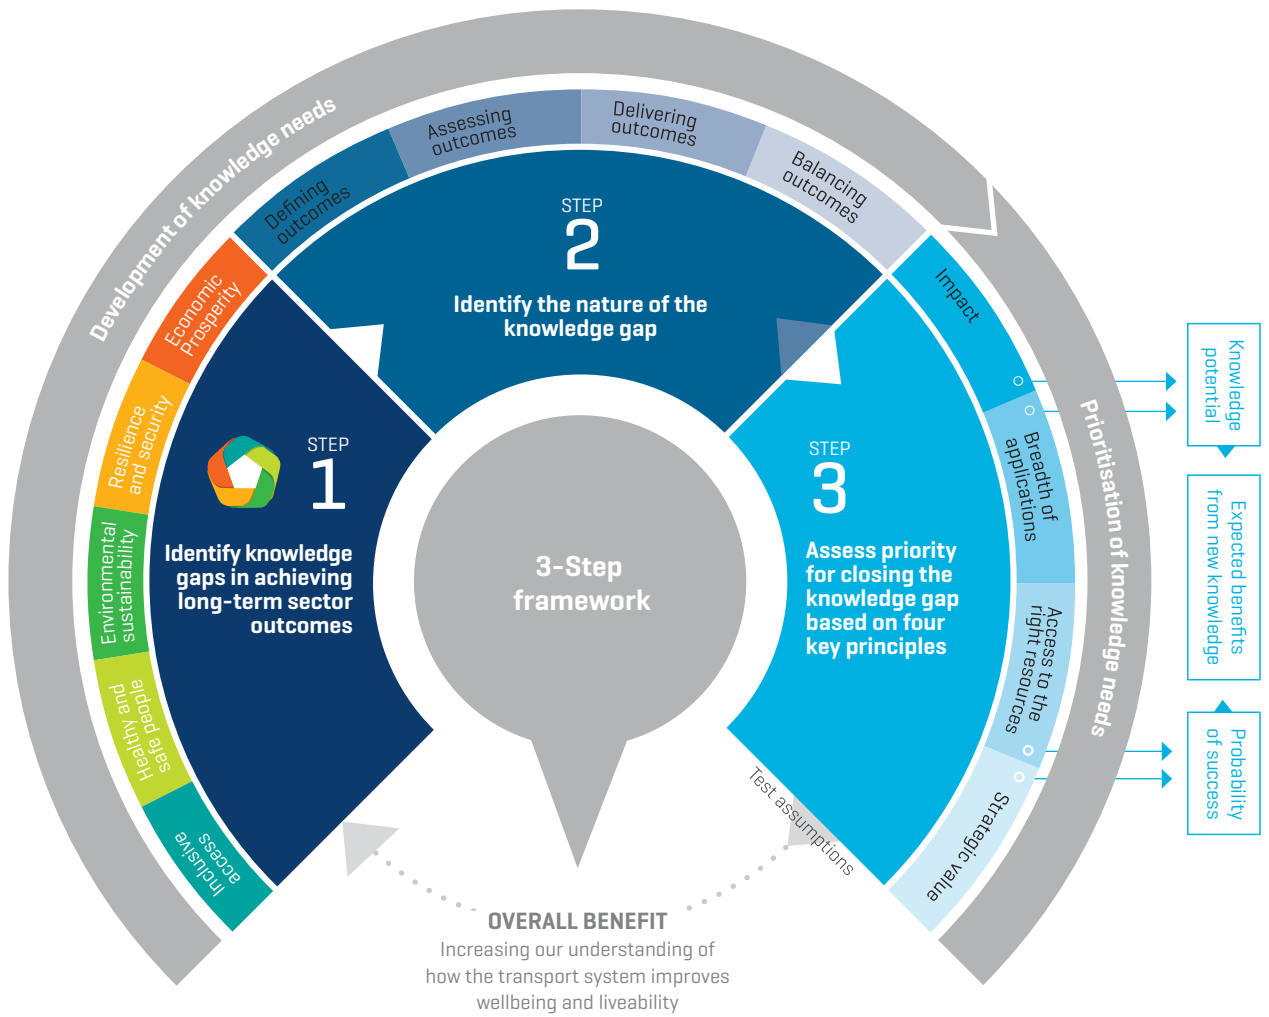 Development of knowledge needs
Prioritisation of knowledge needs
Inclusive
access
Healthy and
safe people
Environmental
sustainability
Resilience
and security
Economic
Prosperity
Defining
outcomes
Assessing
outcomes
Delivering
outcomes
Balancing
outcomes
Impact
Breadth of
applications
Access to the
right resources
Strategic value
STEP
1
Identify knowledge
gaps in achieving
long-term sector
outcomes
STEP
2
Identify the nature of the
knowledge gap
STEP
3
Assess priority
for closing the
knowledge gap
based on four
key principles
3-Step
framework
Test assumptions
Knowledge
potential
Expected benefits
from new knowledge
Probability
of success
OVERALL BENEFIT
Increasing our understanding of
how the transport system improves
wellbeing and liveability